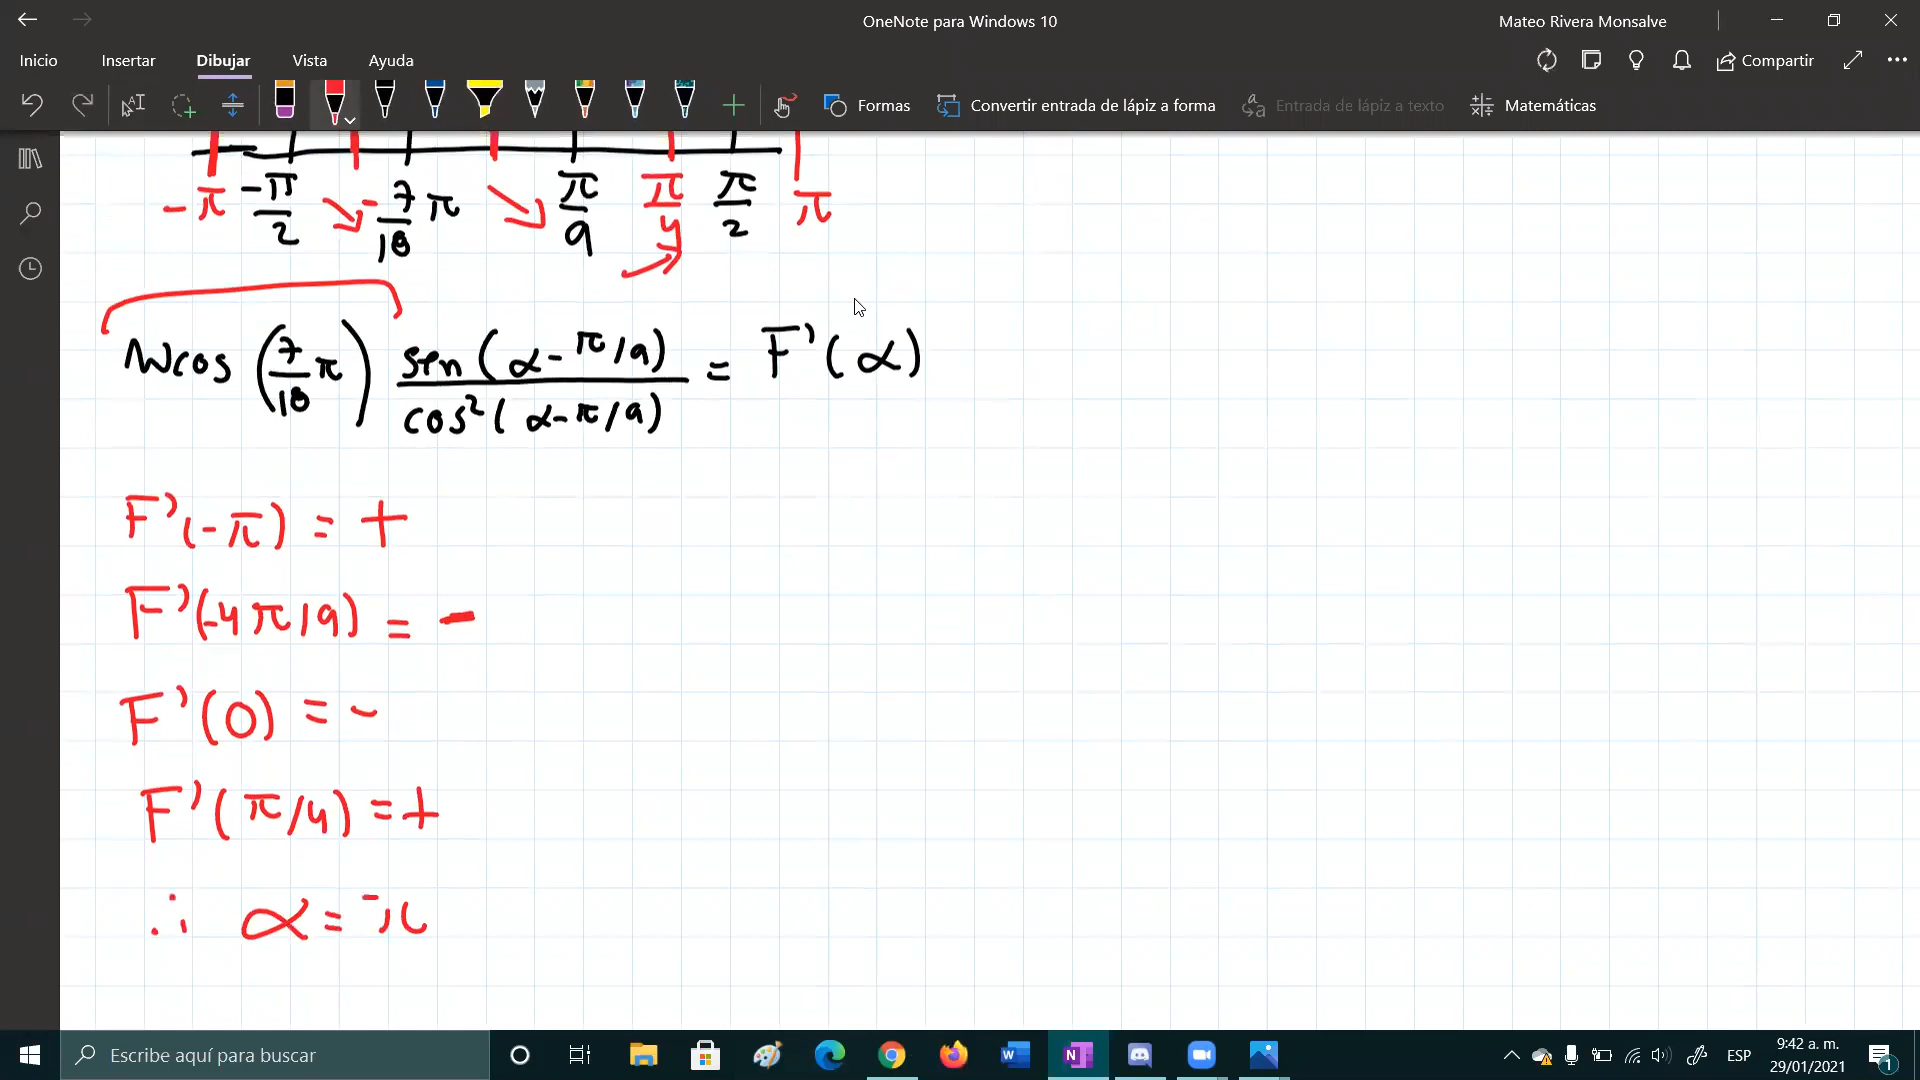 OneNote para Windows 10
Mateo Rivera Monsalve
Inicio Insertar Dibujar Vista Ayuda
Compartir
Formas Convertir entrada de lápiz a forma Entrada de lápiz a texto Matemáticas
-π -π/2 -7/18 π π/9 π/4 π/2 π
Wcos (7/18 π) sen(α-π/9)/cos²(α-π/9) = F'(α)
F'(-π) = +
F'(-4π/9) = -
F'(0) = -
F'(π/4) = +
∴ α = -π
Escribe aquí para buscar
ESP
9:42 a. m.
29/01/2021
1